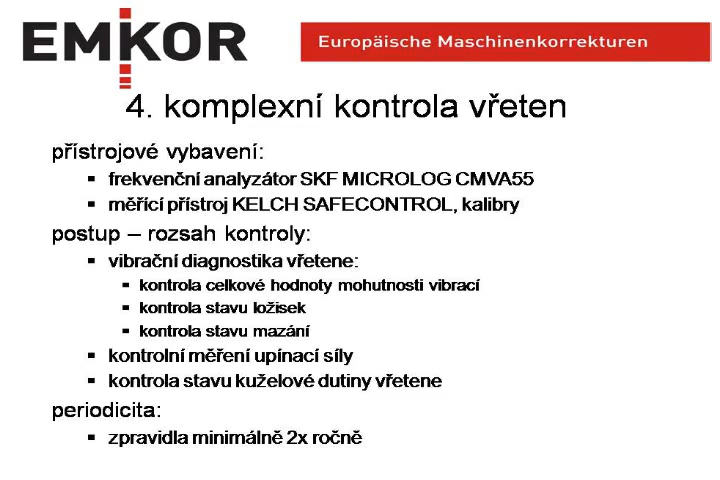 EMKOR
Europäische Maschinenkorrekturen
4. komplexní kontrola vřeten
přístrojové vybavení:
▪ frekvenční analyzátor SKF MICROLOG CMVA55
▪ měřící přístroj KELCH SAFECONTROL, kalibry
postup – rozsah kontroly:
▪ vibrační diagnostika vřetene:
▪ kontrola celkové hodnoty mohutnosti vibrací
▪ kontrola stavu ložisek
▪ kontrola stavu mazání
▪ kontrolní měření upínací síly
▪ kontrola stavu kuželové dutiny vřetene
periodicita:
▪ zpravidla minimálně 2x ročně